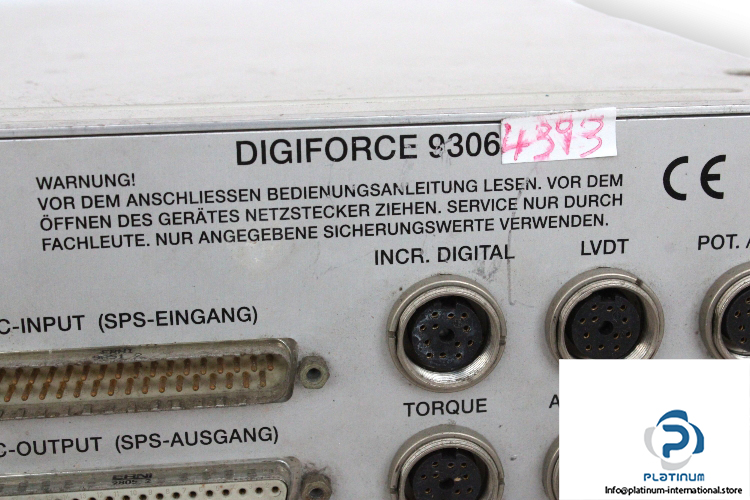 DIGIFORCE 9306
4393
WARNUNG!
VOR DEM ANSCHLIESSEN BEDIENUNGSANLEITUNG LESEN. VOR DEM
ÖFFNEN DES GERÄTES NETZSTECKER ZIEHEN. SERVICE NUR DURCH
FACHLEUTE. NUR ANGEGEBENE SICHERUNGSWERTE VERWENDEN.
CE
INCR. DIGITAL
LVDT
POT. A
C-INPUT (SPS-EINGANG)
TORQUE
A
C-OUTPUT (SPS-AUSGANG)
ERNI
PLATINUM
INTERNATIONAL
Info@platinum-international.store